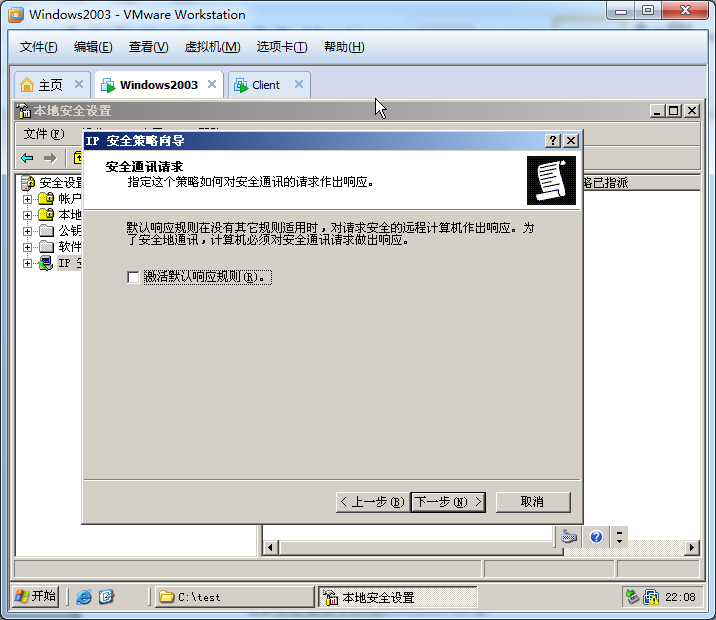 Windows2003 - VMware Workstation
文件(F) 编辑(E) 查看(V) 虚拟机(M) 选项卡(T) 帮助(H)
主页 Windows2003 Client
本地安全设置
文件(F)
IP 安全策略向导
安全通讯请求
指定这个策略如何对安全通讯的请求作出响应。
安全设置
略已指派
帐户
本地
公钥
软件
IP 安
默认响应规则在没有其它规则适用时，对请求安全的远程计算机作出响应。为
了安全地通讯，计算机必须对安全通讯请求做出响应。
激活默认响应规则(R)。
< 上一步(B) 下一步(N) > 取消
开始 C:\test 本地安全设置 22:08